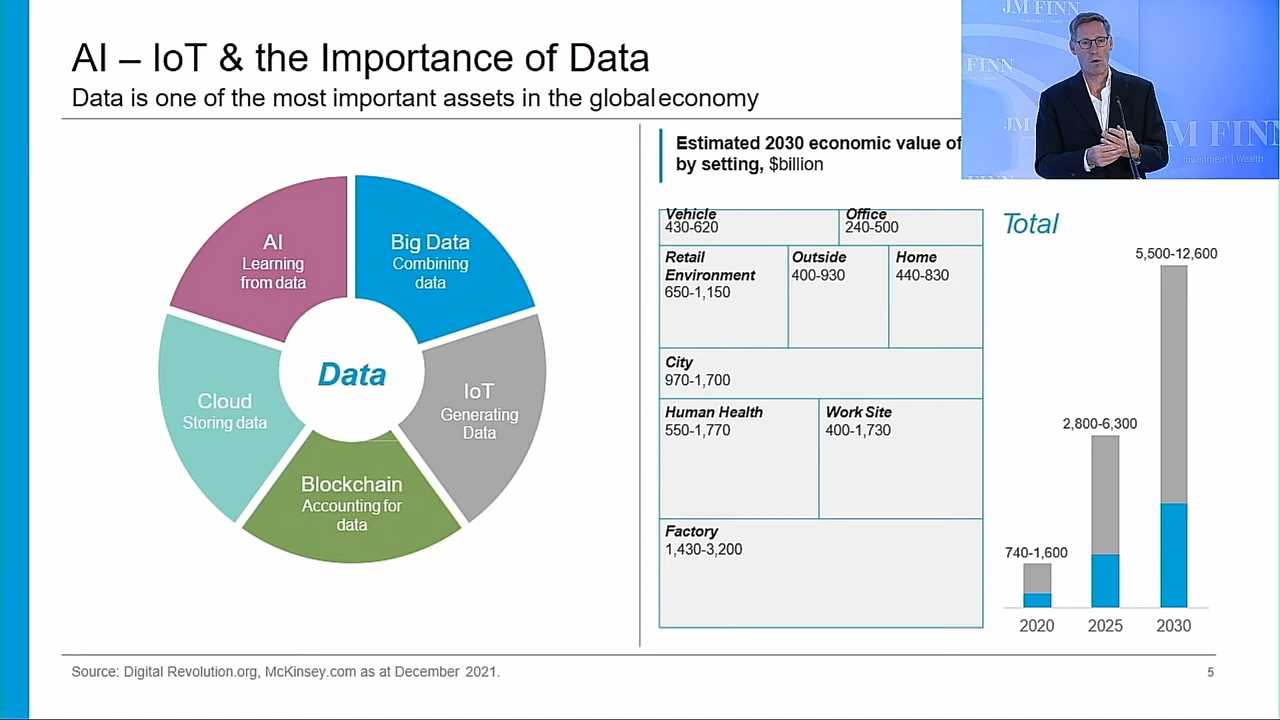 AI – IoT & the Importance of Data
Data is one of the most important assets in the global economy
JM FINN
Investment | Wealth
FINN
JM
M FINN
Investment | Wealth
FINN
AI
Learning
from data
Big Data
Combining
data
Cloud
Storing data
Data
IoT
Generating
Data
Blockchain
Accounting for
data
Estimated 2030 economic value of
by setting, $billion
Vehicle
430-620
Office
240-500
Retail
Environment
650-1,150
Outside
400-930
Home
440-830
City
970-1,700
Human Health
550-1,770
Work Site
400-1,730
Factory
1,430-3,200
Total
5,500-12,600
2,800-6,300
740-1,600
2020
2025
2030
Source: Digital Revolution.org, McKinsey.com as at December 2021.
5